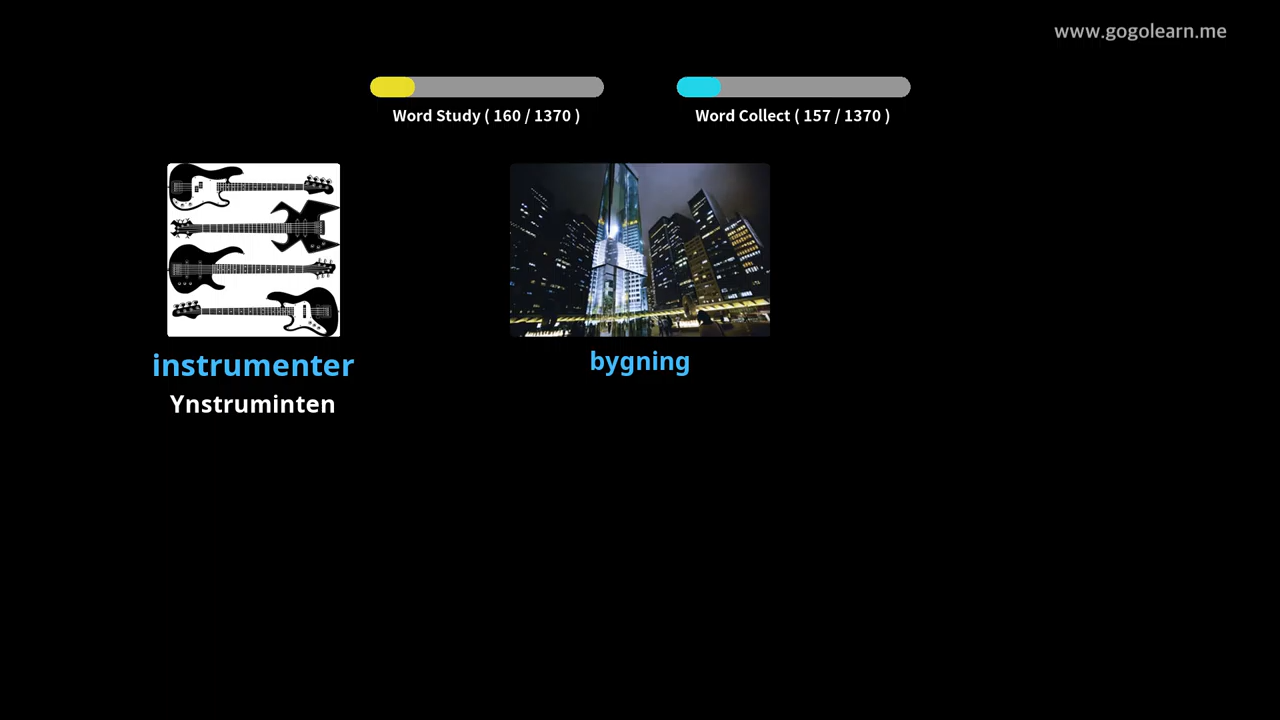 www.gogolearn.me
Word Study ( 160 / 1370 )
Word Collect ( 157 / 1370 )
instrumenter
Ynstruminten
bygning